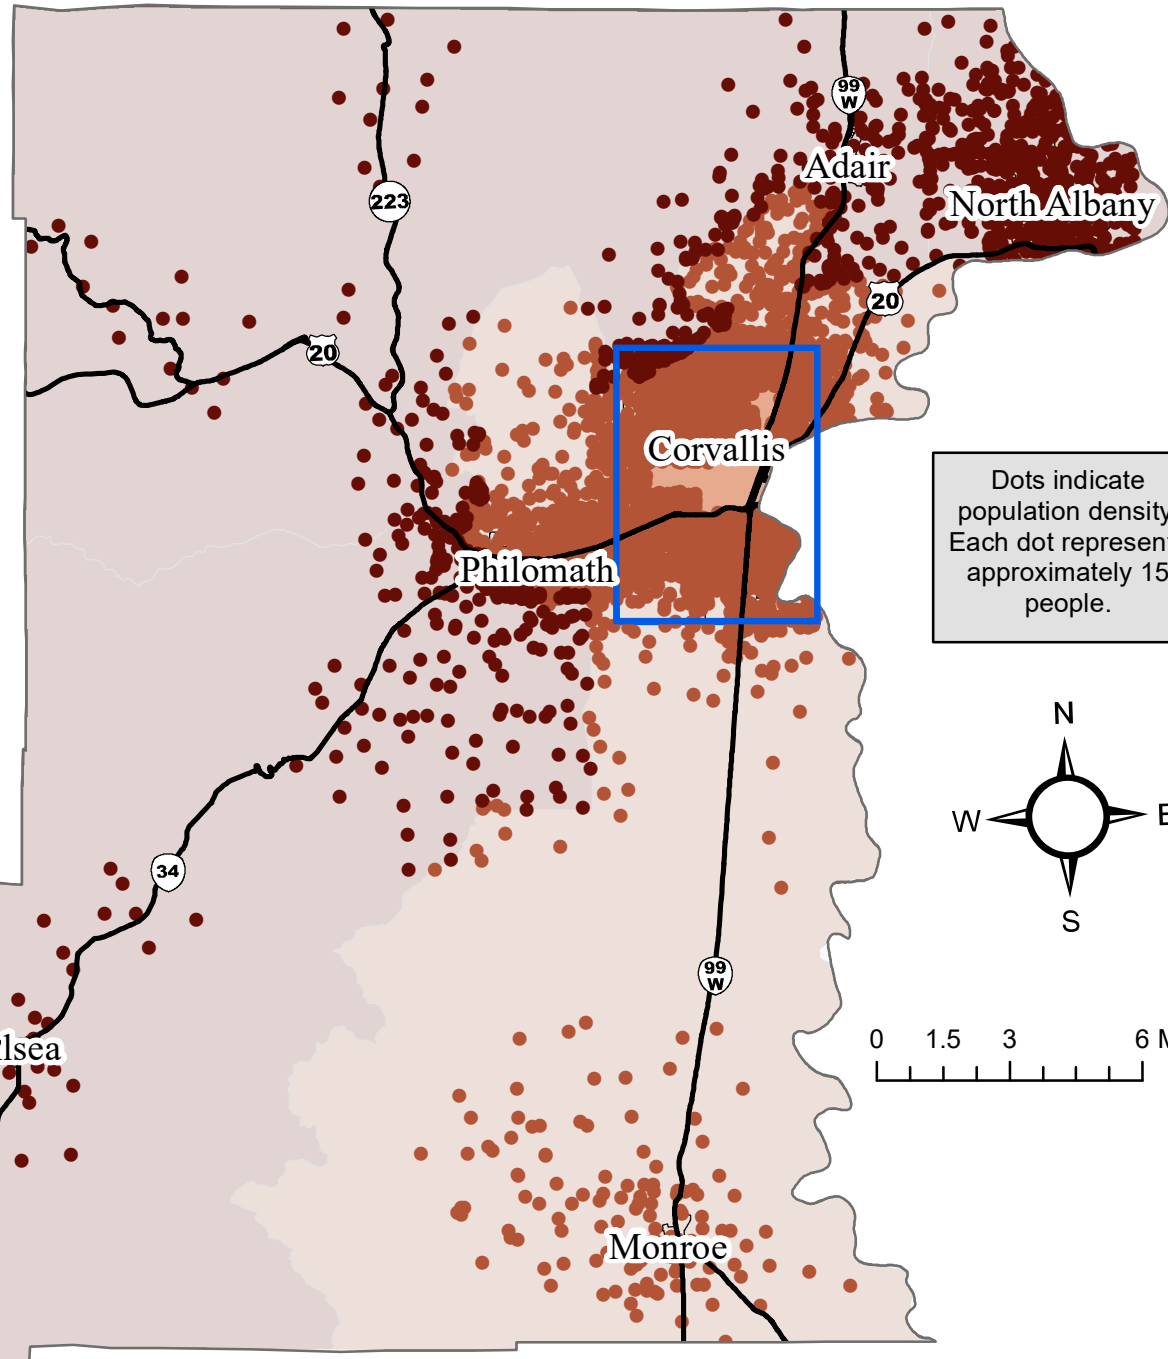 99
W
Adair
223
North Albany
20
20
Corvallis
Dots indicate
population density
Each dot represent
approximately 15
people.
Philomath
N
W
E
S
34
99
W
0 1.5 3 6 M
lsea
Monroe